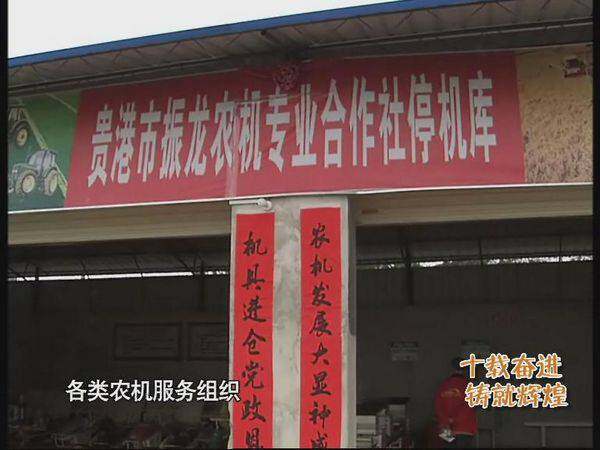 贵港市振龙农机专业合作社停机库
机具进仓党政恩
农机发展大显神威
各类农机服务组织
十载奋进
铸就辉煌